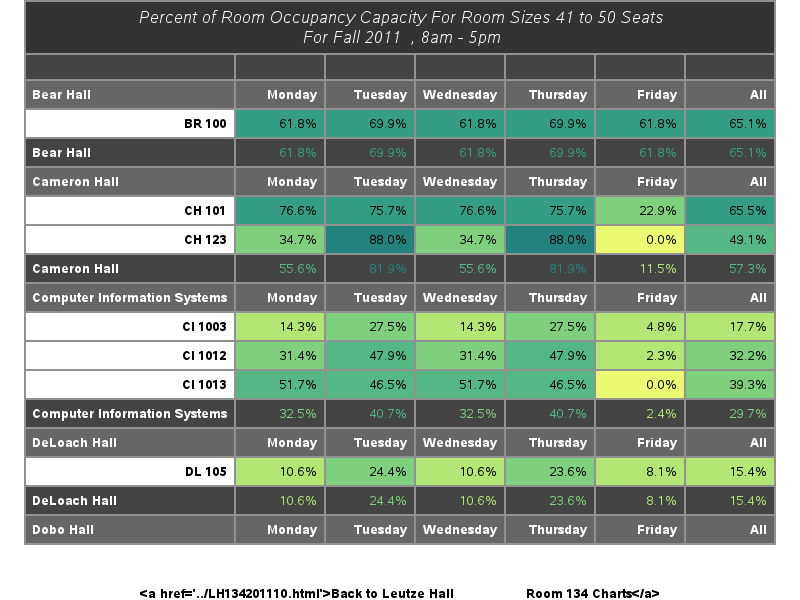 Percent of Room Occupancy Capacity For Room Sizes 41 to 50 Seats
For Fall 2011 , 8am - 5pm
Bear Hall Monday Tuesday Wednesday Thursday Friday All
BR 100 61.8% 69.9% 61.8% 69.9% 61.8% 65.1%
Bear Hall 61.8% 69.9% 61.8% 69.9% 61.8% 65.1%
Cameron Hall Monday Tuesday Wednesday Thursday Friday All
CH 101 76.6% 75.7% 76.6% 75.7% 22.9% 65.5%
CH 123 34.7% 88.0% 34.7% 88.0% 0.0% 49.1%
Cameron Hall 55.6% 81.9% 55.6% 81.9% 11.5% 57.3%
Computer Information Systems Monday Tuesday Wednesday Thursday Friday All
CI 1003 14.3% 27.5% 14.3% 27.5% 4.8% 17.7%
CI 1012 31.4% 47.9% 31.4% 47.9% 2.3% 32.2%
CI 1013 51.7% 46.5% 51.7% 46.5% 0.0% 39.3%
Computer Information Systems 32.5% 40.7% 32.5% 40.7% 2.4% 29.7%
DeLoach Hall Monday Tuesday Wednesday Thursday Friday All
DL 105 10.6% 24.4% 10.6% 23.6% 8.1% 15.4%
DeLoach Hall 10.6% 24.4% 10.6% 23.6% 8.1% 15.4%
Dobo Hall Monday Tuesday Wednesday Thursday Friday All
<a href='../LH134201110.html'>Back to Leutze Hall Room 134 Charts</a>